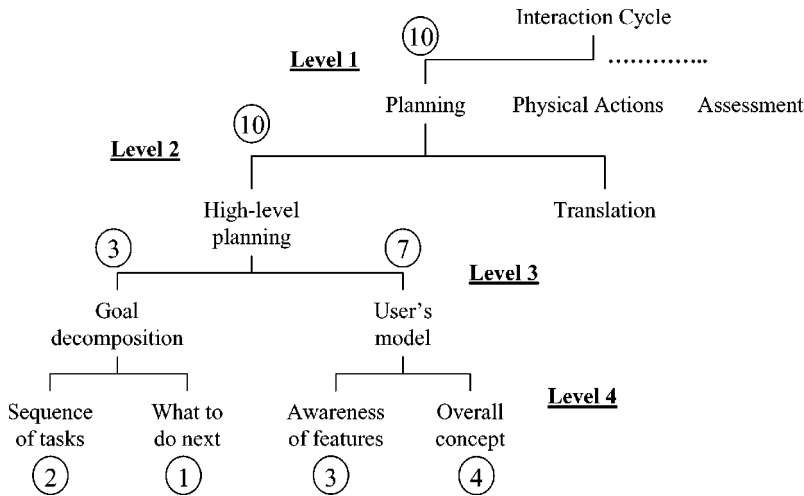 Interaction Cycle
10
Level 1
Planning Physical Actions Assessment
10
Level 2
High-level
planning
Translation
3
7
Level 3
Goal
decomposition
User's
model
Level 4
Sequence
of tasks
What to
do next
Awareness
of features
Overall
concept
2
1
3
4